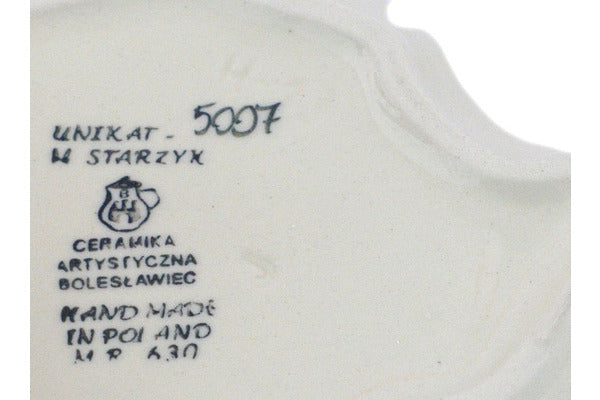 UNIKAT - 5007
M STARZYK
B
CERAMIKA
ARTYSTYCZNA
BOLESŁAWIEC
HAND MADE
IN POLAND
M.R. 630